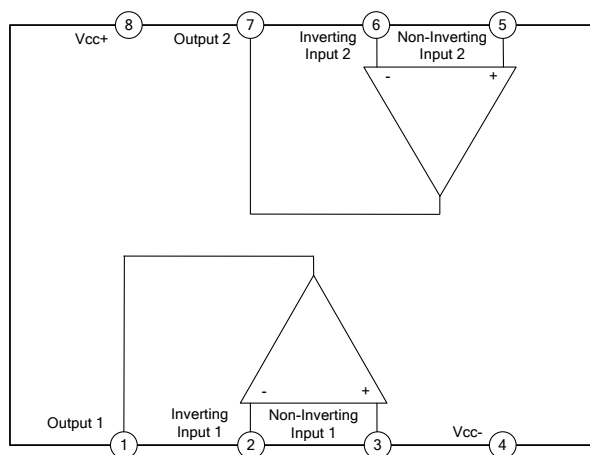 8
7
6
5
Vcc+
Output 2
Inverting
Input 2
Non-Inverting
Input 2
-
+
-
+
Output 1
Inverting
Input 1
Non-Inverting
Input 1
Vcc-
1
2
3
4